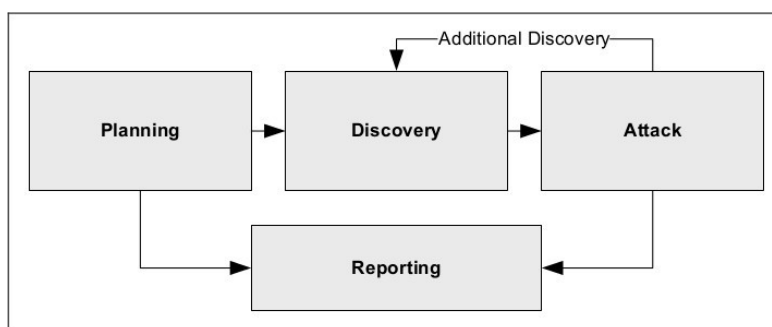 Additional Discovery
Planning
Discovery
Attack
Reporting